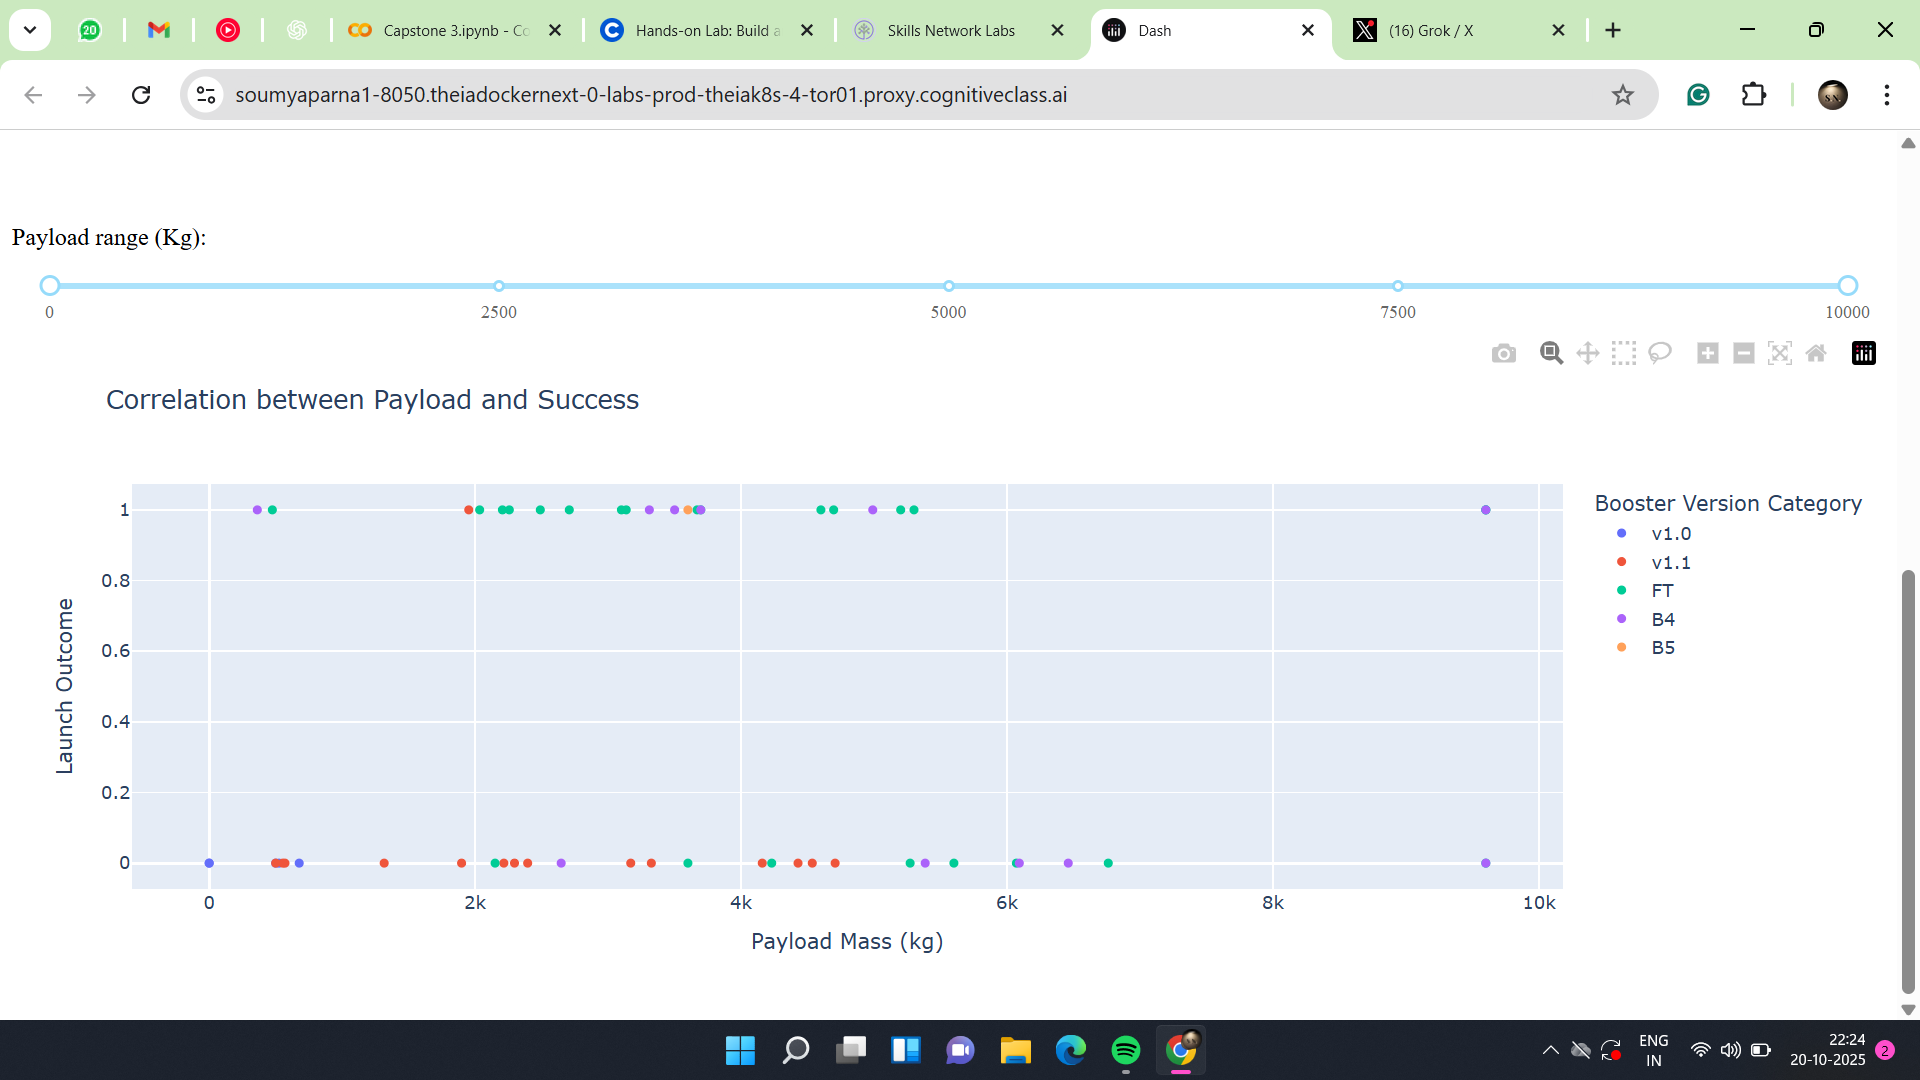 20
Capstone 3.ipynb - Co
Hands-on Lab: Build a
Skills Network Labs
Dash
(16) Grok / X
soumyaparna1-8050.theiadockernext-0-labs-prod-theiak8s-4-tor01.proxy.cognitiveclass.ai
Payload range (Kg):
0 2500 5000 7500 10000
Correlation between Payload and Success
Booster Version Category
v1.0
v1.1
FT
B4
B5
Launch Outcome
1
0.8
0.6
0.4
0.2
0
0 2k 4k 6k 8k 10k
Payload Mass (kg)
ENG
IN
22:24
20-10-2025
2